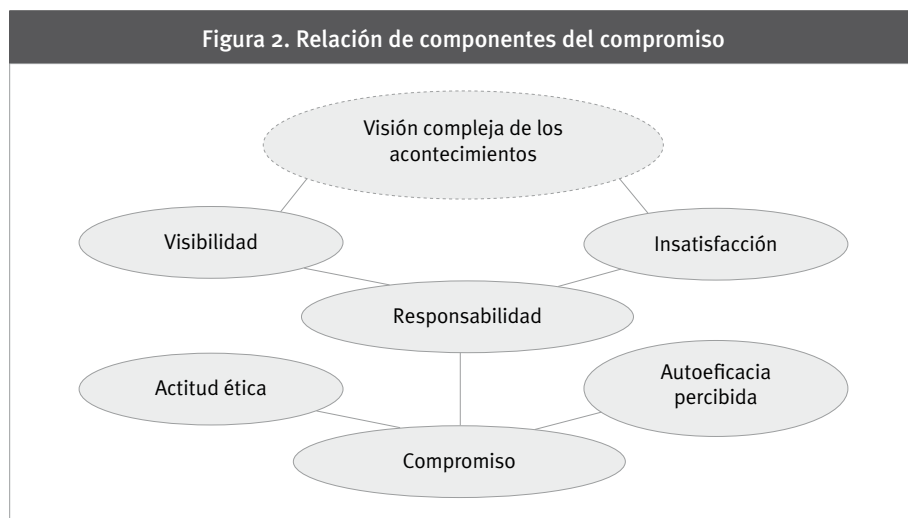 Figura 2. Relación de componentes del compromiso
Visión compleja de los
acontecimientos
Visibilidad
Insatisfacción
Responsabilidad
Actitud ética
Autoeficacia
percibida
Compromiso